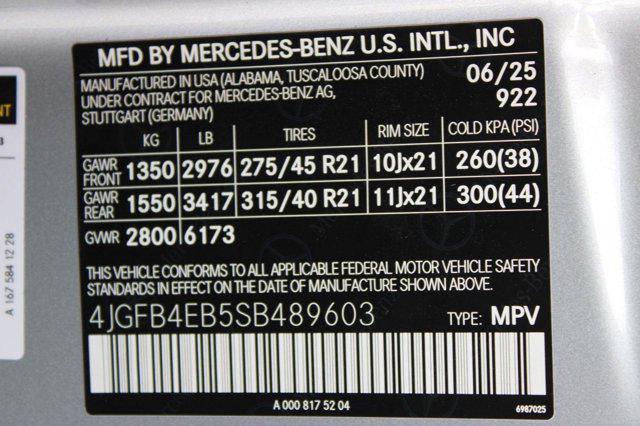 MFD BY MERCEDES-BENZ U.S. INTL., INC
MANUFACTURED IN USA (ALABAMA, TUSCALOOSA COUNTY) 06/25
UNDER CONTRACT FOR MERCEDES-BENZ AG, 922
STUTTGART (GERMANY)
KG LB TIRES RIM SIZE COLD KPA (PSI)
GAWR FRONT 1350 2976 275/45 R21 10Jx21 260(38)
GAWR REAR 1550 3417 315/40 R21 11Jx21 300(44)
GVWR 2800 6173
THIS VEHICLE CONFORMS TO ALL APPLICABLE FEDERAL MOTOR VEHICLE SAFETY
STANDARDS IN EFFECT ON THE DATE OF MANUFACTURE SHOWN ABOVE.
4JGFB4EB5SB489603 TYPE: MPV
A 000 817 52 04 6987025
A 167 584 12 28